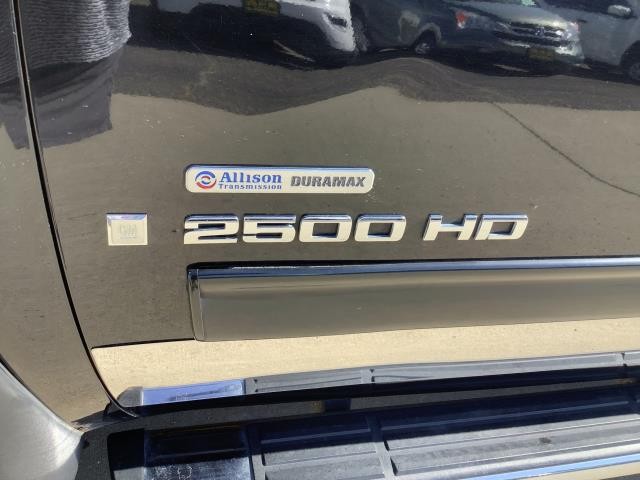 Allison DURAMAX
Transmission
GM
2500 HD